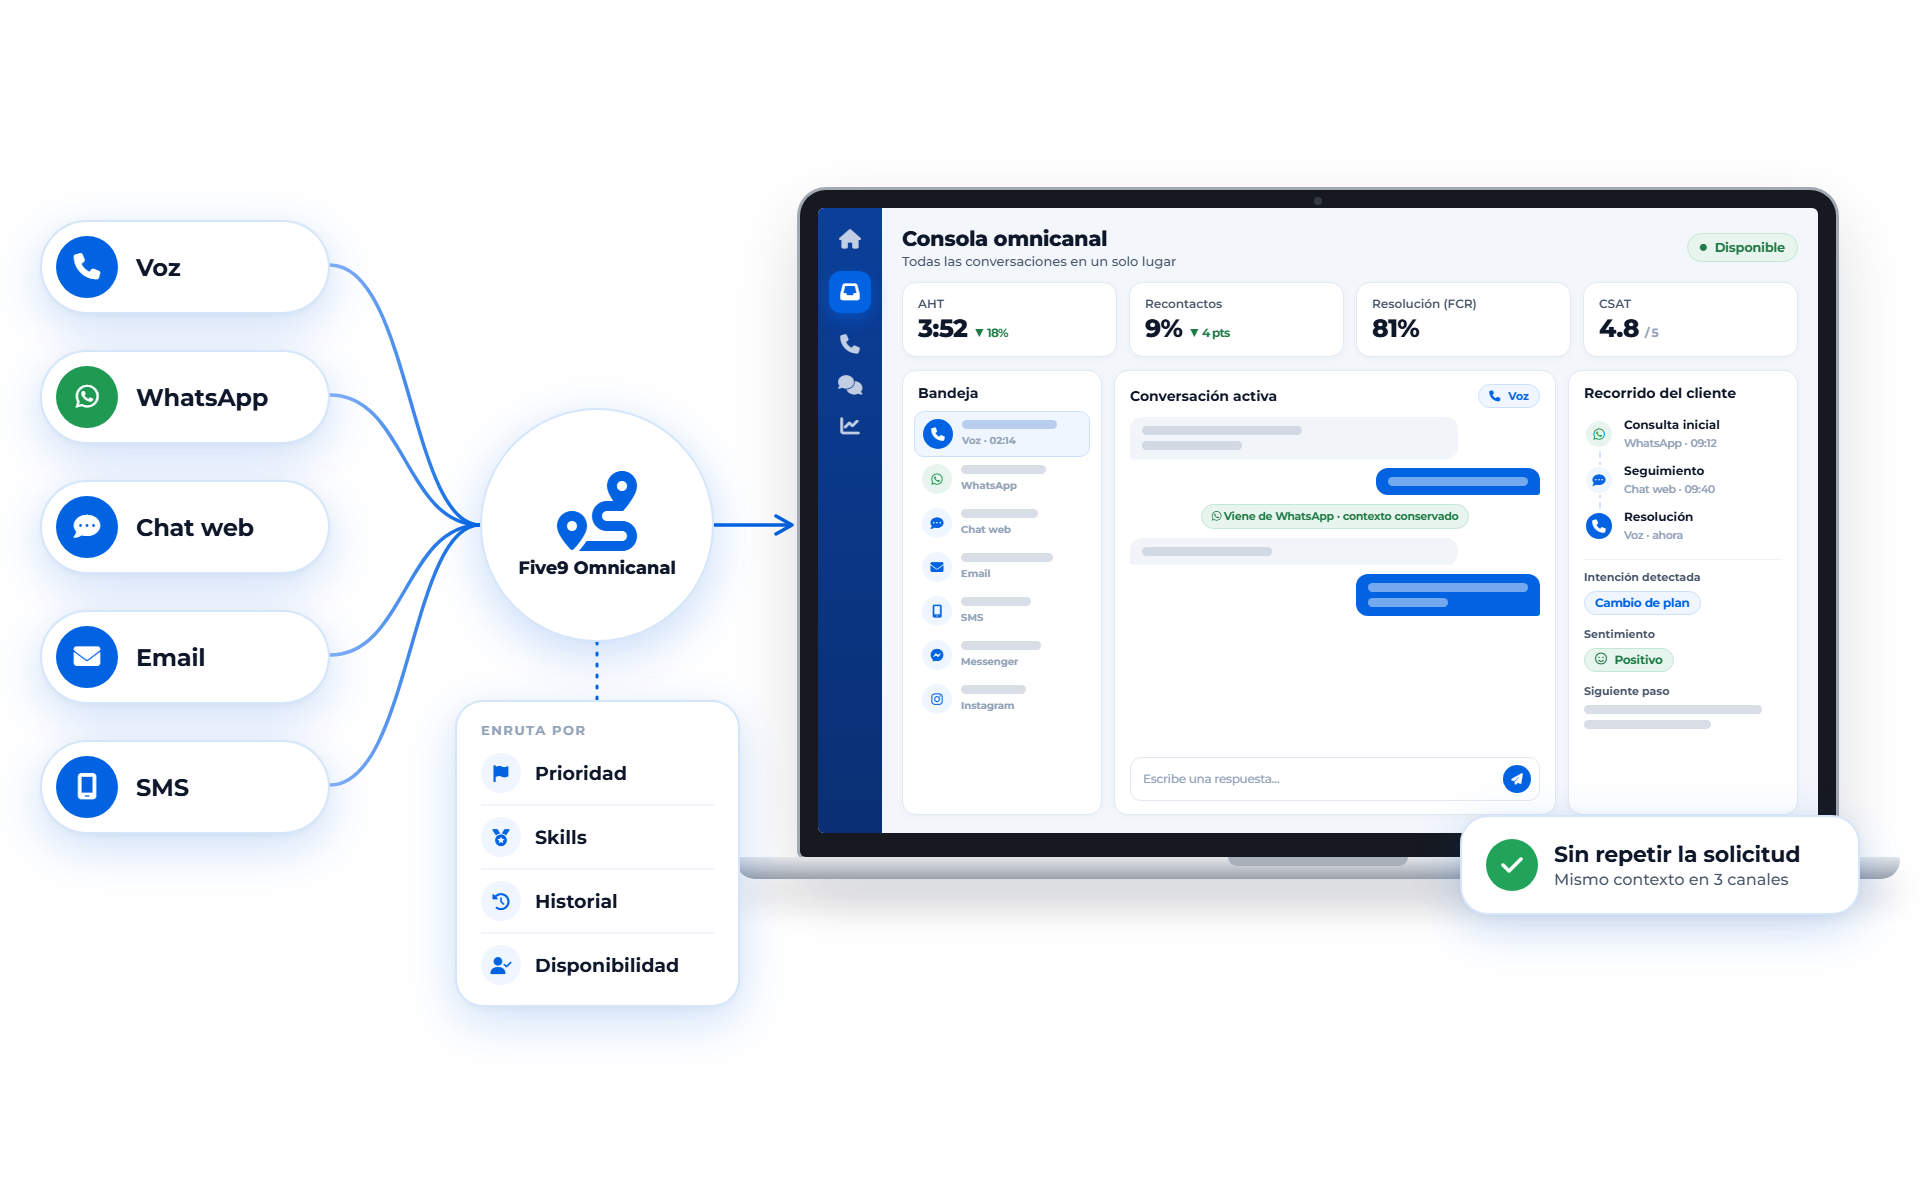 Voz
WhatsApp
Chat web
Email
SMS
Five9 Omnicanal
ENRUTA POR
Prioridad
Skills
Historial
Disponibilidad
Consola omnicanal
Todas las conversaciones en un solo lugar
Disponible
AHT
3:52 ▼ 18%
Recontactos
9% ▼ 4 pts
Resolución (FCR)
81%
CSAT
4.8 / 5
Bandeja
Voz · 02:14
WhatsApp
Chat web
Email
SMS
Messenger
Instagram
Conversación activa
Voz
Viene de WhatsApp · contexto conservado
Escribe una respuesta...
Recorrido del cliente
Consulta inicial
WhatsApp · 09:12
Seguimiento
Chat web · 09:40
Resolución
Voz · ahora
Intención detectada
Cambio de plan
Sentimiento
Positivo
Siguiente paso
Sin repetir la solicitud
Mismo contexto en 3 canales